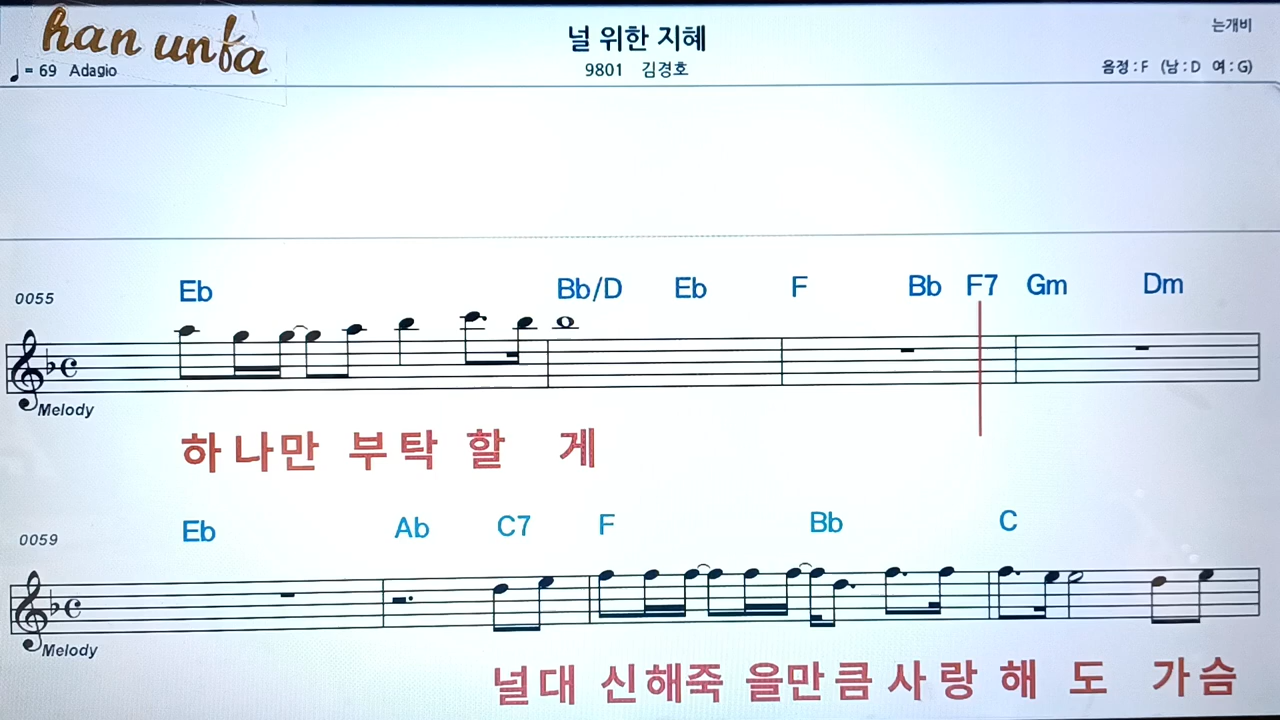 han unfa
널 위한 지혜
는개비
♩= 69 Adagio
9801 김경호
음정 : F (남 : D 여 : G)
0055
Eb Bb/D Eb F Bb F7 Gm Dm
Melody
하 나 만 부 탁 할 게
0059
Eb Ab C7 F Bb C
Melody
널 대 신 해 죽 을 만 큼 사 랑 해 도 가 슴